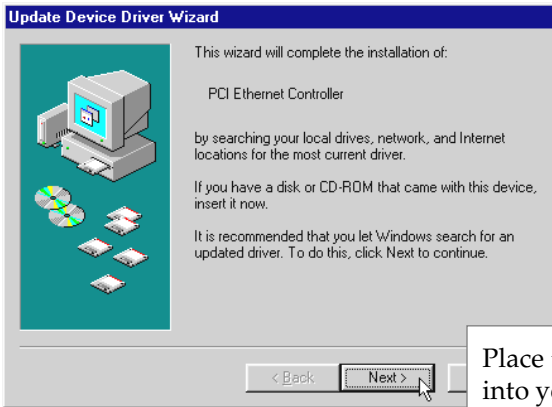 Update Device Driver Wizard
This wizard will complete the installation of:
PCI Ethernet Controller
by searching your local drives, network, and Internet
locations for the most current driver.
If you have a disk or CD-ROM that came with this device,
insert it now.
It is recommended that you let Windows search for an
updated driver. To do this, click Next to continue.
< Back
Next >
Place
into